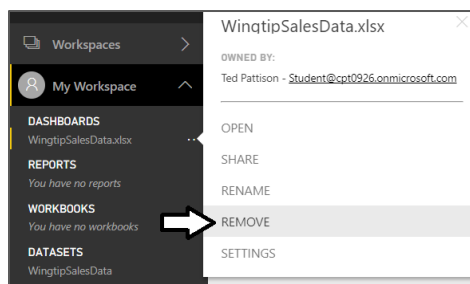 Workspaces
My Workspace
DASHBOARDS
WingtipSalesData.xlsx
REPORTS
You have no reports
WORKBOOKS
You have no workbooks
DATASETS
WingtipSalesData
WingtipSalesData.xlsx
OWNED BY:
Ted Pattison - Student@cpt0926.onmicrosoft.com
OPEN
SHARE
RENAME
REMOVE
SETTINGS